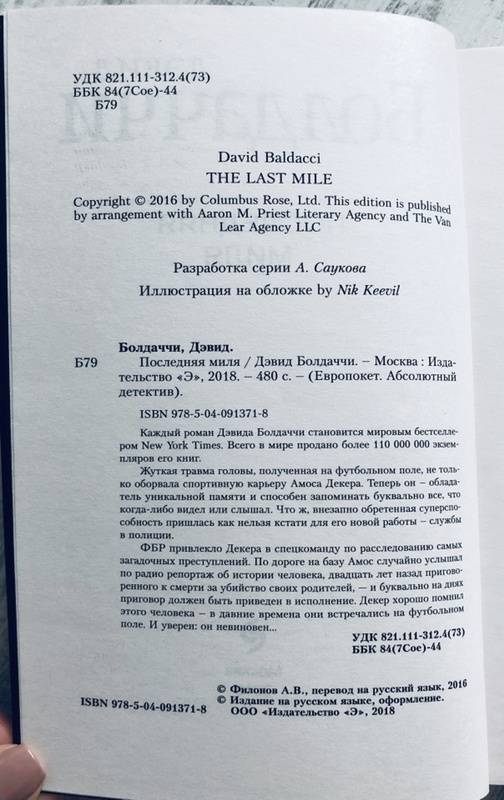 УДК 821.111-312.4(73)
ББК 84(7Сое)-44
Б79
David Baldacci
THE LAST MILE
Copyright © 2016 by Columbus Rose, Ltd. This edition is published
by arrangement with Aaron M. Priest Literary Agency and The Van
Lear Agency LLC
Разработка серии А. Саукова
Иллюстрация на обложке by Nik Keevil
Болдаччи, Дэвид.
Б79 Последняя миля / Дэвид Болдаччи. – Москва : Изда-
тельство «Э», 2018. – 480 с. – (Европокет. Абсолютный
детектив).
ISBN 978-5-04-091371-8
Каждый роман Дэвида Болдаччи становится мировым бестселле-
ром New York Times. Всего в мире продано более 110 000 000 экзем-
пляров его книг.
Жуткая травма головы, полученная на футбольном поле, не толь-
ко оборвала спортивную карьеру Амоса Декера. Теперь он – облада-
тель уникальной памяти и способен запоминать буквально все, что
когда-либо видел или слышал. Что ж, внезапно обретенная суперспо-
собность пришлась как нельзя кстати для его новой работы – службы
в полиции.
ФБР привлекло Декера в спецкоманду по расследованию самых
загадочных преступлений. По дороге на базу Амос случайно услышал
по радио репортаж об истории человека, двадцать лет назад пригово-
ренного к смерти за убийство своих родителей, – и буквально на днях
приговор должен быть приведен в исполнение. Декер хорошо помнил
этого человека – в давние времена они встречались на футбольном
поле. И уверен: он невиновен...
УДК 821.111-312.4(73)
ББК 84(7Сое)-44
© Филонов А.В., перевод на русский язык, 2016
© Издание на русском языке, оформление.
ООО «Издательство «Э», 2018
ISBN 978-5-04-091371-8